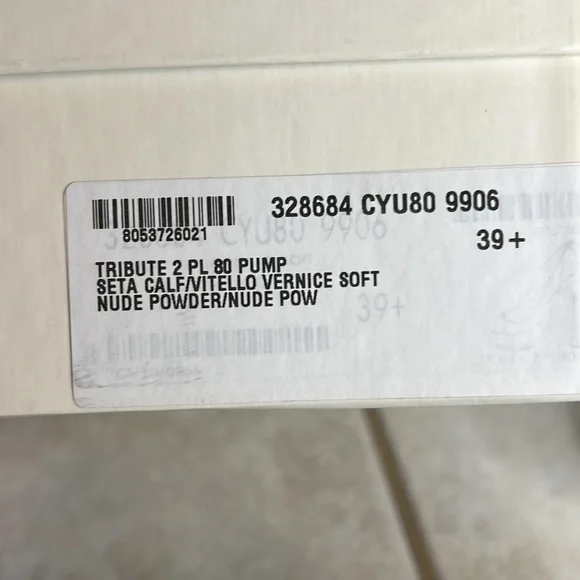 328684 CYU80 9906
8053726021
39+
TRIBUTE 2 PL 80 PUMP
SETA CALF/VITELLO VERNICE SOFT
NUDE POWDER/NUDE POW
39+